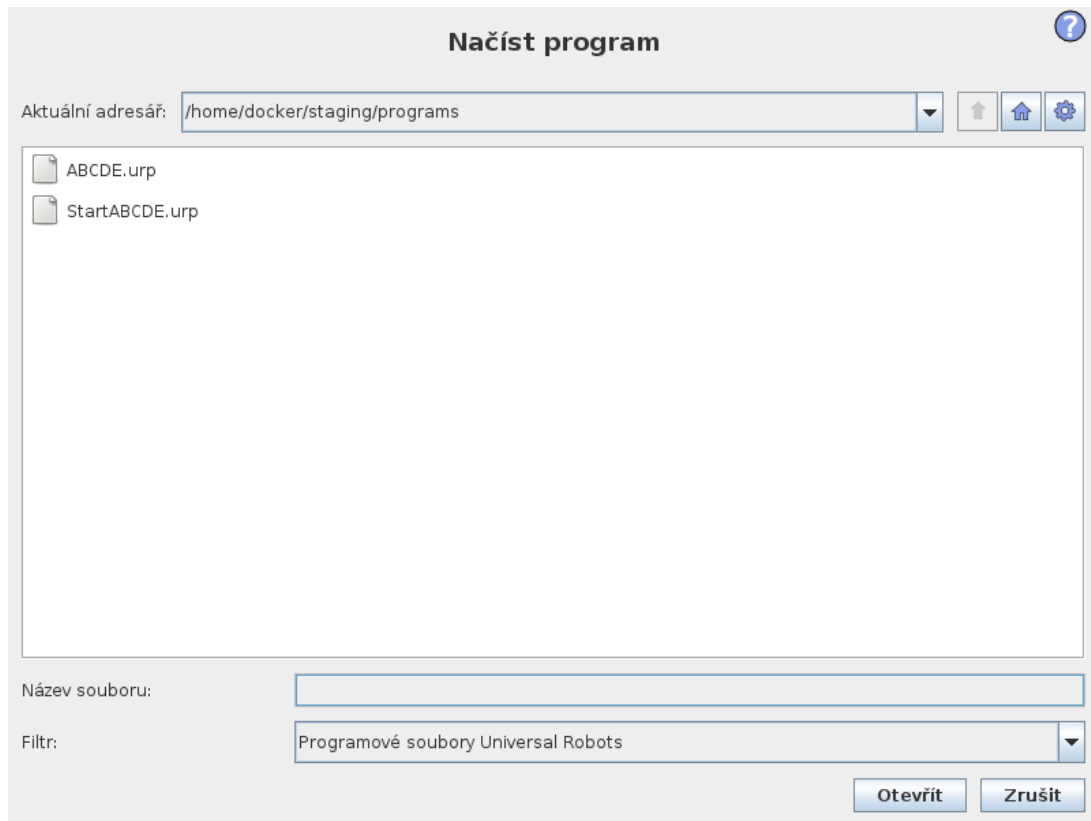 Načíst program
?
Aktuální adresář: /home/docker/staging/programs
ABCDE.urp
StartABCDE.urp
Název souboru:
Filtr: Programové soubory Universal Robots
Otevřít Zrušit